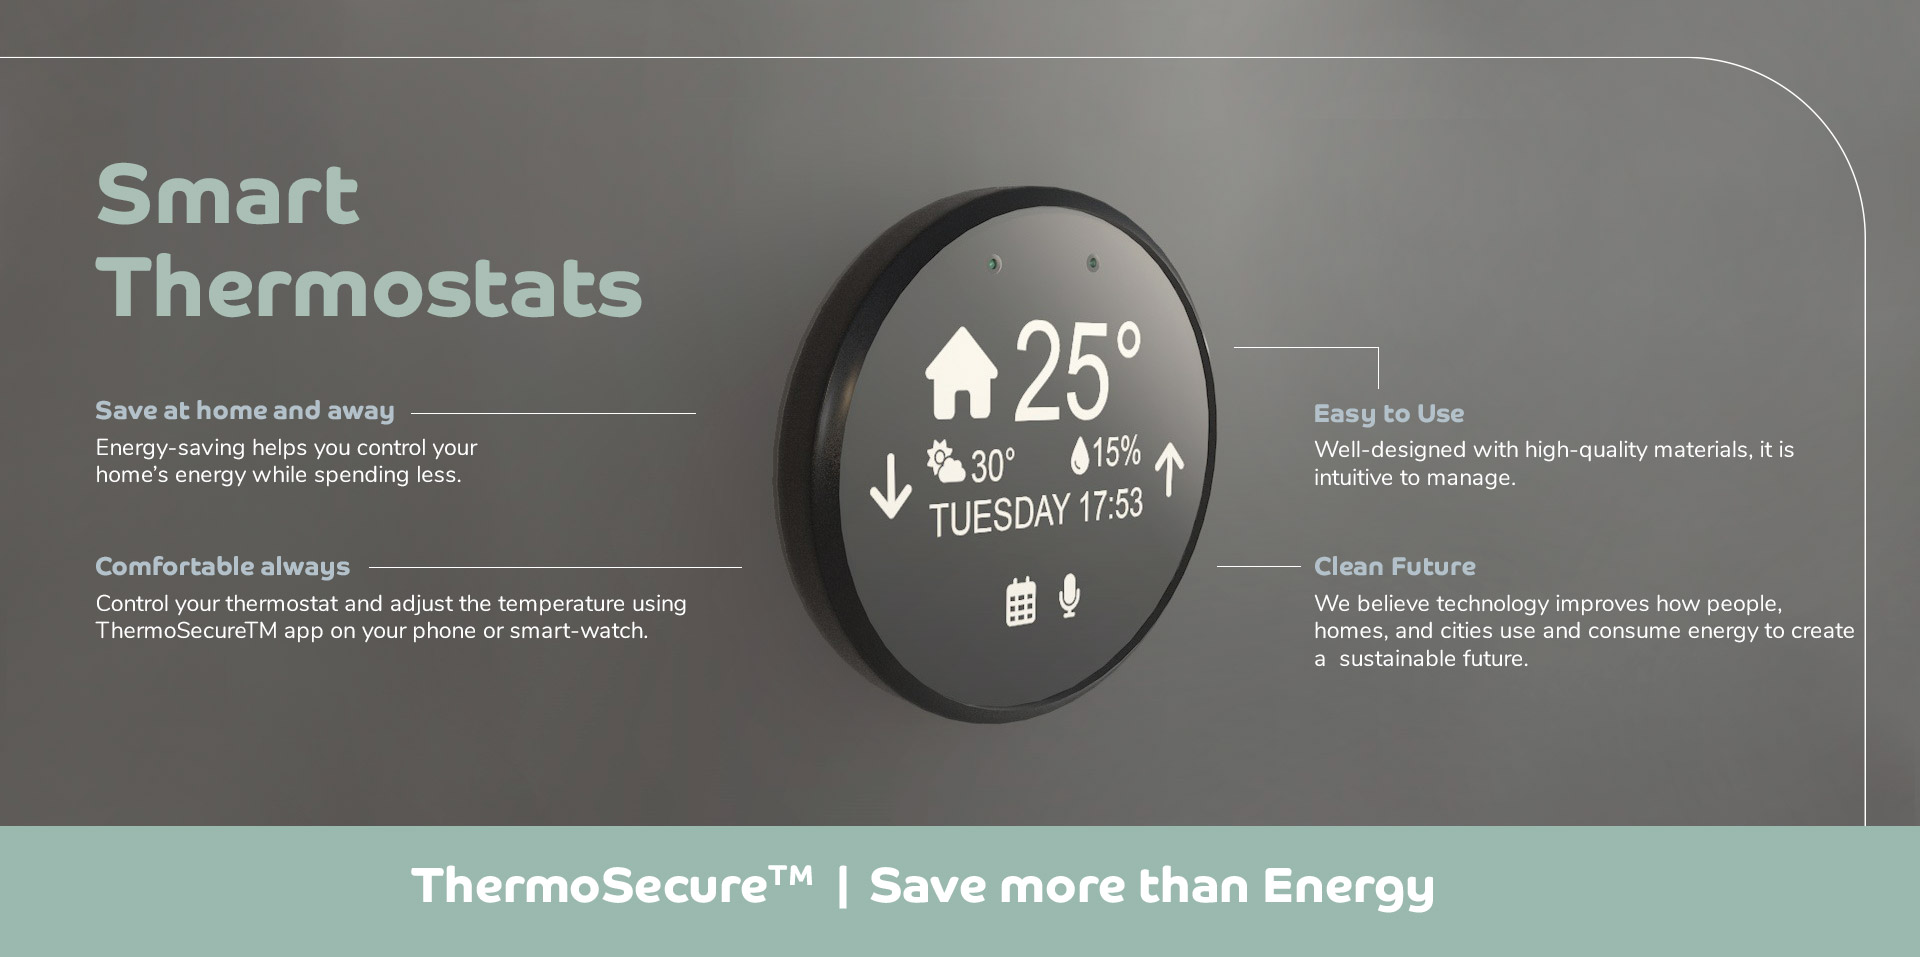 Smart
Thermostats
Save at home and away
Energy-saving helps you control your
home’s energy while spending less.
Comfortable always
Control your thermostat and adjust the temperature using
ThermoSecureTM app on your phone or smart-watch.
25°
30°
15%
TUESDAY 17:53
Easy to Use
Well-designed with high-quality materials, it is
intuitive to manage.
Clean Future
We believe technology improves how people,
homes, and cities use and consume energy to create
a  sustainable future.
ThermoSecure™ | Save more than Energy